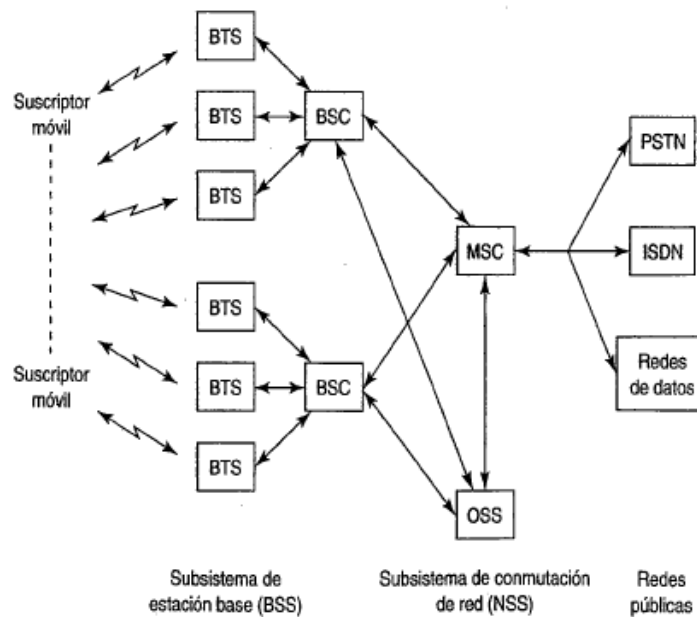 BTS
Suscriptor
móvil
BTS
BSC
PSTN
BTS
MSC
ISDN
BTS
Suscriptor
móvil
BTS
BSC
Redes
de datos
BTS
OSS
Subsistema de
estación base (BSS)
Subsistema de conmutación
de red (NSS)
Redes
públicas